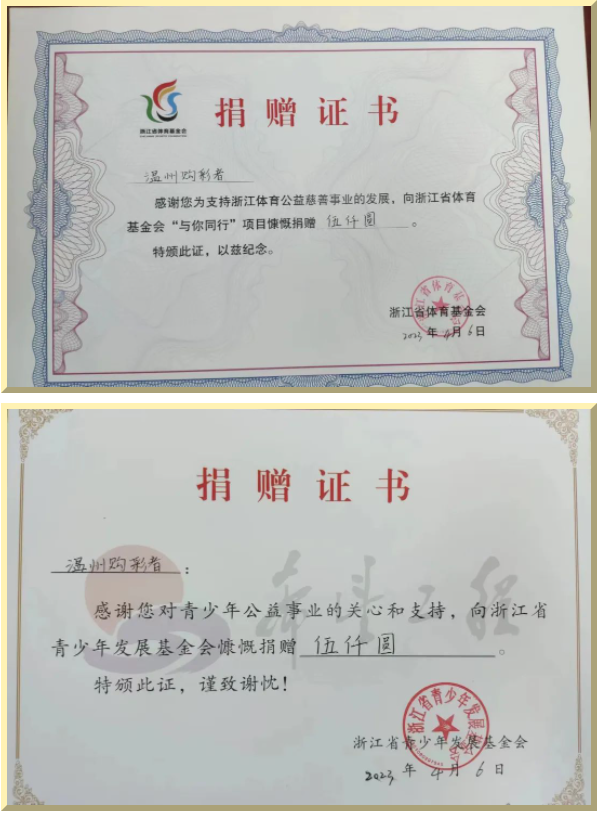 捐赠证书
浙江省体育基金会
温州购彩者
感谢您为支持浙江体育公益慈善事业的发展，向浙江省体育
基金会“与你同行”项目慷慨捐赠 伍仟圆 。
特颁此证，以兹纪念。
浙江省体育基金会
2023 年 4 月 6 日
捐赠证书
温州购彩者：
奔斗工程
感谢您对青少年公益事业的关心和支持，向浙江省
青少年发展基金会慷慨捐赠 伍仟圆 。
特颁此证，谨致谢忱！
浙江省青少年发展基金会
2023 年 4 月 6 日